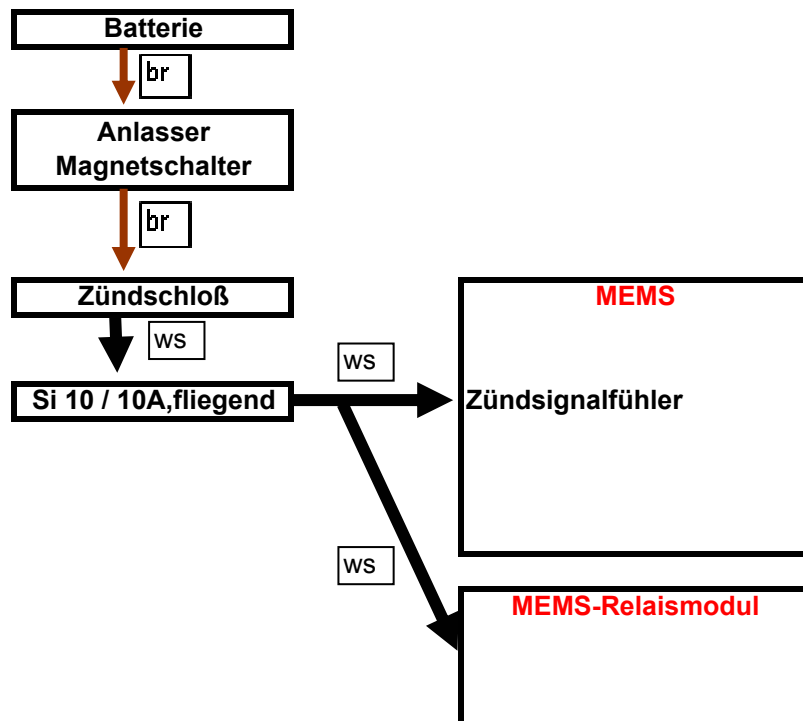 Batterie
br
Anlasser
Magnetschalter
br
Zündschloß
MEMS
ws
ws
Si 10 / 10A,fliegend
Zündsignalfühler
ws
MEMS-Relaismodul